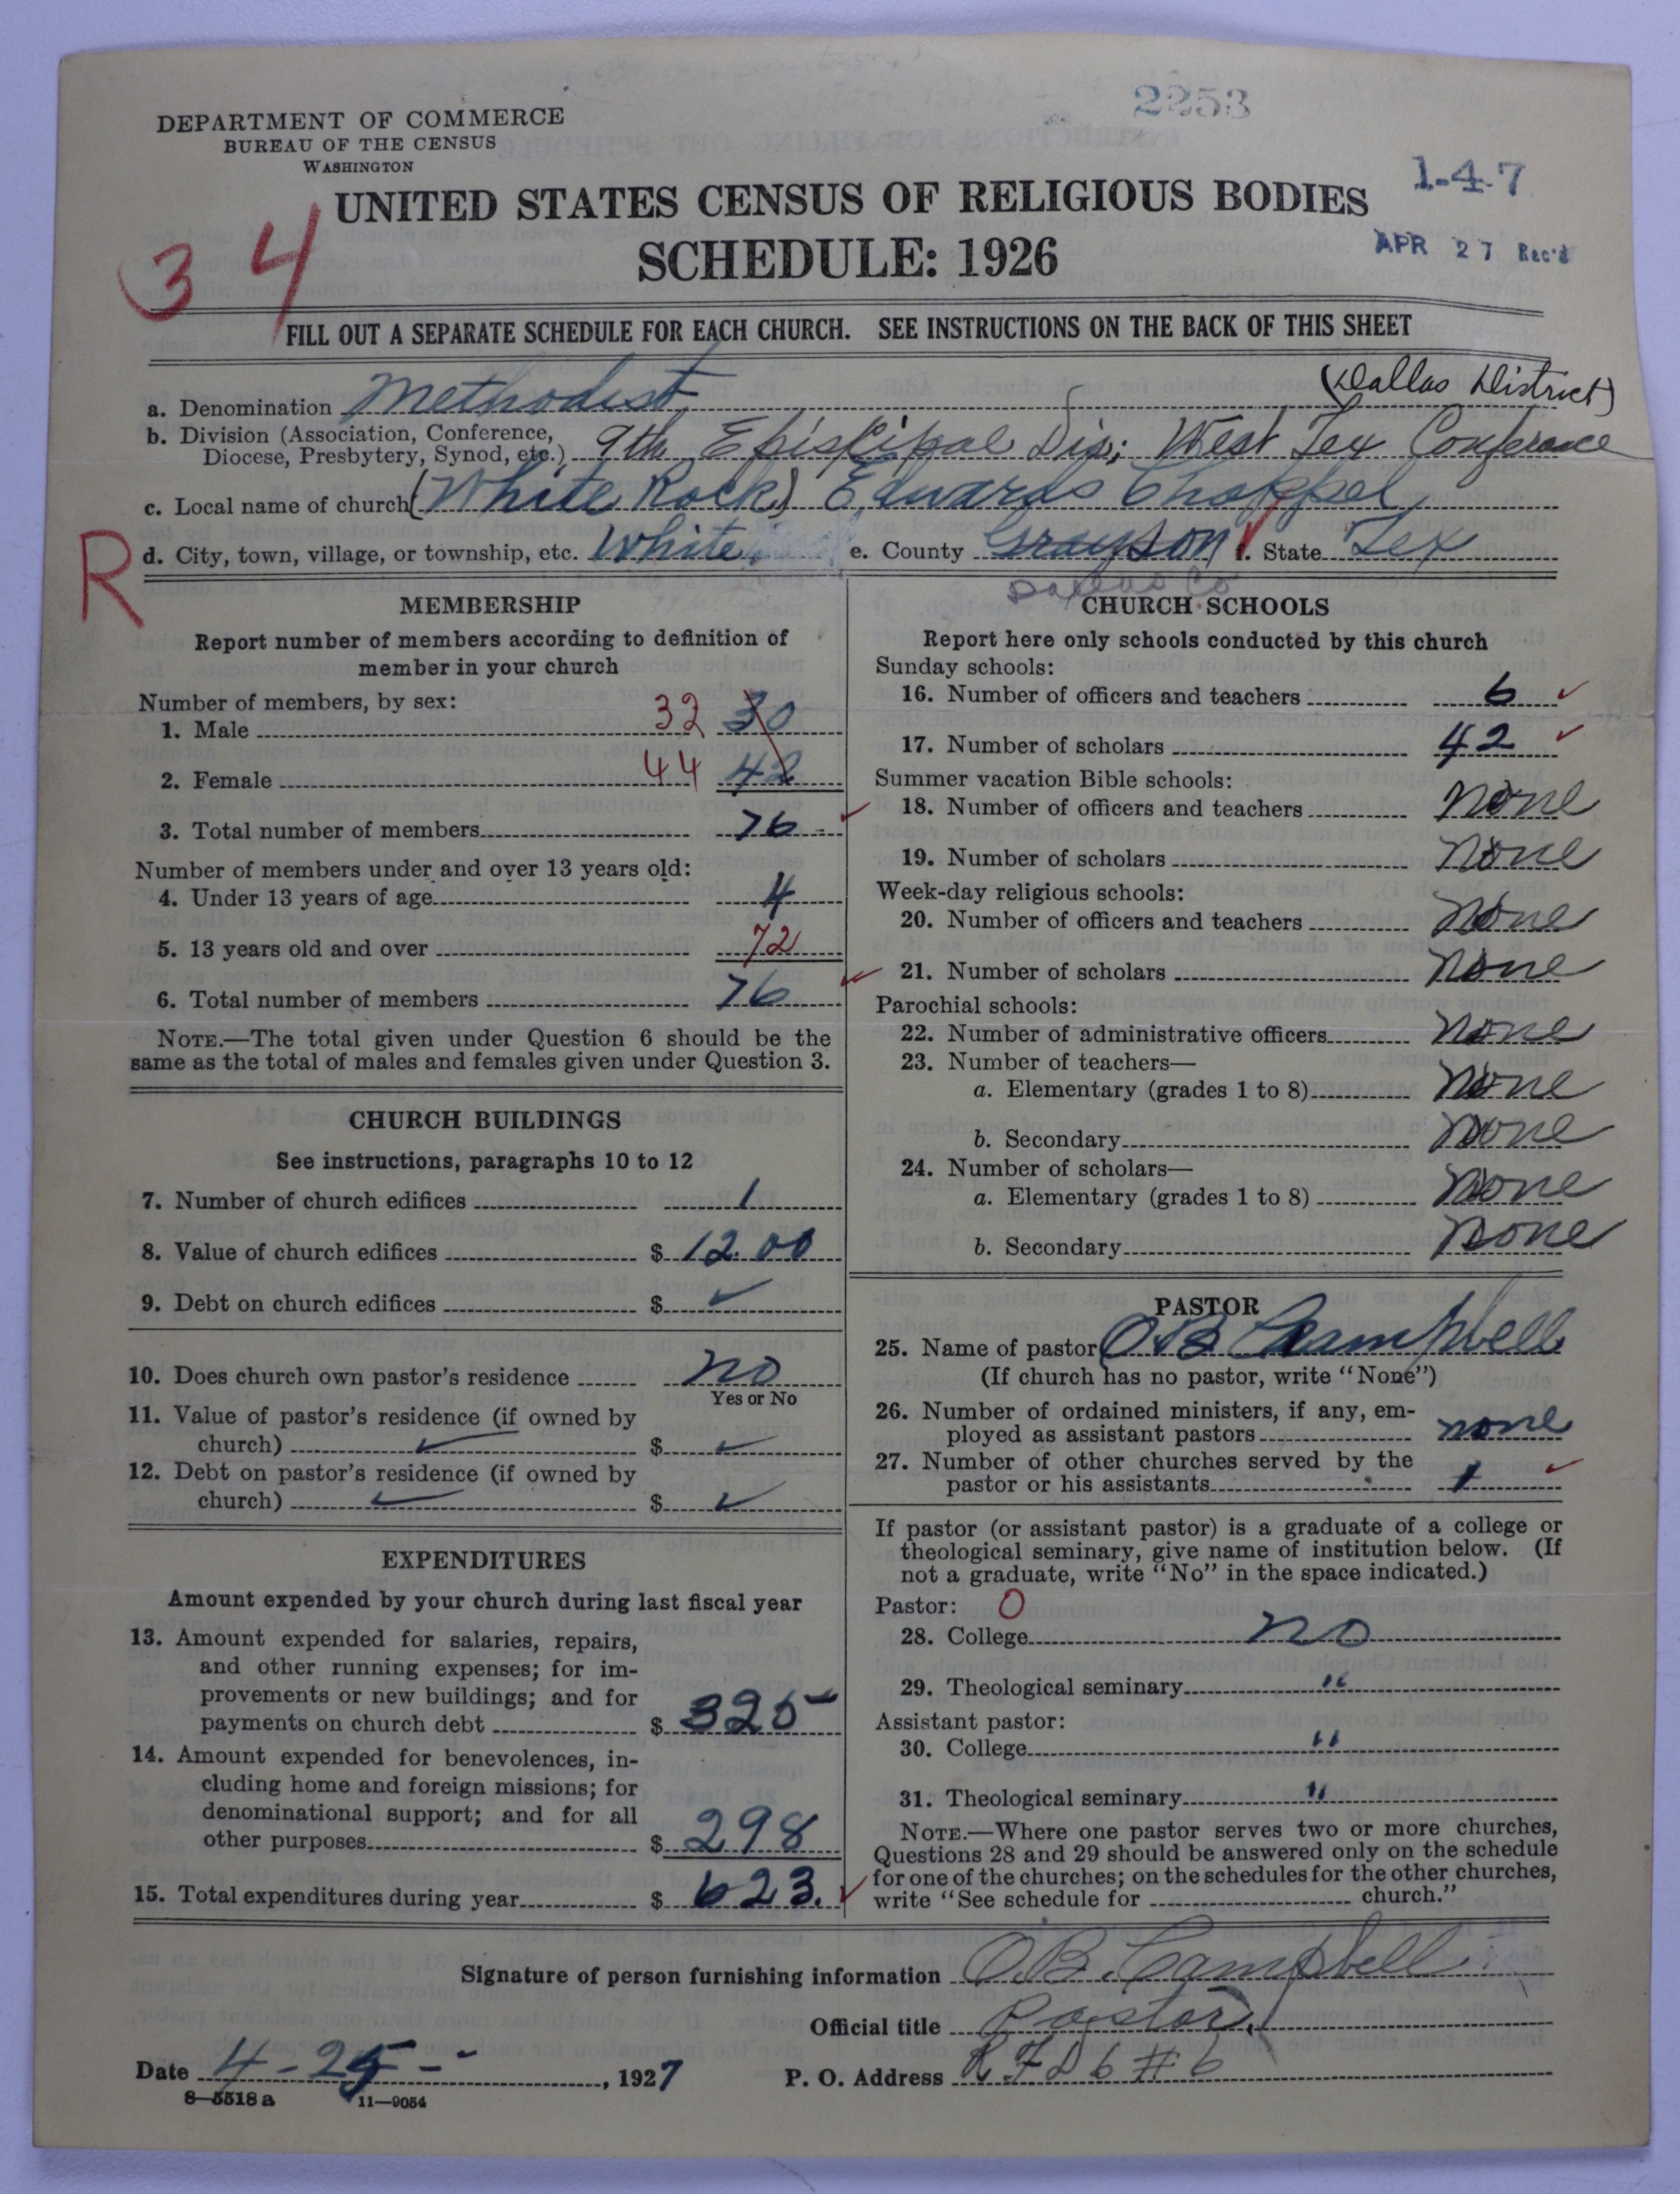 2253
DEPARTMENT OF COMMERCE
BUREAU OF THE CENSUS
WASHINGTON
1-4-7
UNITED STATES CENSUS OF RELIGIOUS BODIES
SCHEDULE: 1926
APR 27 Rec'd
34
FILL OUT A SEPARATE SCHEDULE FOR EACH CHURCH. SEE INSTRUCTIONS ON THE BACK OF THIS SHEET
(Dallas District)
a. Denomination Methodist
b. Division (Association, Conference, Diocese, Presbytery, Synod, etc.) 9th Episcipal Dis; West Tex Conferance
c. Local name of church (White Rock) Edwards Chappel
R
d. City, town, village, or township, etc. White e. County Grayson f. State Tex
Dallas Co
MEMBERSHIP
Report number of members according to definition of
member in your church
Number of members, by sex:
1. Male 32 30
2. Female 44 42
3. Total number of members 76
Number of members under and over 13 years old:
4. Under 13 years of age 4
5. 13 years old and over 72
6. Total number of members 76
NOTE.—The total given under Question 6 should be the
same as the total of males and females given under Question 3.
CHURCH BUILDINGS
See instructions, paragraphs 10 to 12
7. Number of church edifices 1
8. Value of church edifices $ 12.00
9. Debt on church edifices $ ✓
10. Does church own pastor's residence no
Yes or No
11. Value of pastor's residence (if owned by
church) ✓ $ ✓
12. Debt on pastor's residence (if owned by
church) ✓ $ ✓
EXPENDITURES
Amount expended by your church during last fiscal year
13. Amount expended for salaries, repairs,
and other running expenses; for im-
provements or new buildings; and for
payments on church debt $ 325
14. Amount expended for benevolences, in-
cluding home and foreign missions; for
denominational support; and for all
other purposes $ 298
15. Total expenditures during year $ 623.
CHURCH SCHOOLS
Report here only schools conducted by this church
Sunday schools:
16. Number of officers and teachers 6 ✓
17. Number of scholars 42 ✓
Summer vacation Bible schools:
18. Number of officers and teachers None
19. Number of scholars None
Week-day religious schools:
20. Number of officers and teachers None
21. Number of scholars None
Parochial schools:
22. Number of administrative officers None
23. Number of teachers—
a. Elementary (grades 1 to 8) None
b. Secondary None
24. Number of scholars—
a. Elementary (grades 1 to 8) None
b. Secondary None
PASTOR
25. Name of pastor O.B Campbell
(If church has no pastor, write "None")
26. Number of ordained ministers, if any, em-
ployed as assistant pastors none
27. Number of other churches served by the
pastor or his assistants 1 ✓
If pastor (or assistant pastor) is a graduate of a college or
theological seminary, give name of institution below. (If
not a graduate, write "No" in the space indicated.)
Pastor: O
28. College no
29. Theological seminary "
Assistant pastor:
30. College "
31. Theological seminary "
NOTE.—Where one pastor serves two or more churches,
Questions 28 and 29 should be answered only on the schedule
for one of the churches; on the schedules for the other churches,
write "See schedule for church."
Signature of person furnishing information O.B. Campbell
Official title Pastor
Date 4-25-, 1927 P. O. Address R F D 6 # 6
8—5518 a 11—9054